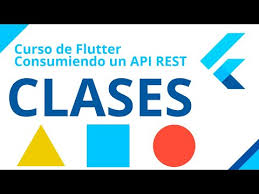 Curso de Flutter
Consumiendo un API REST
CLASES